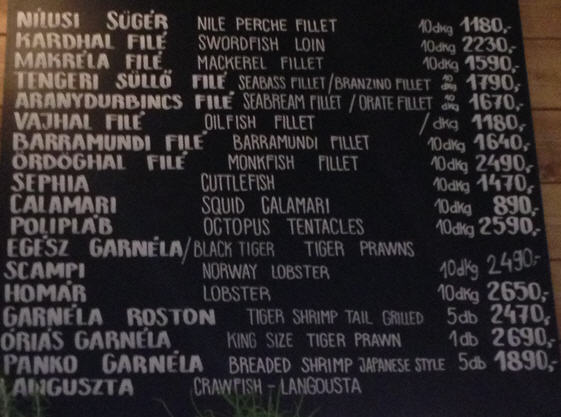 NÍLUSI SÜGÉR NILE PERCHE FILLET 10dkg 1180,-
KARDHAL FILÉ SWORDFISH LOIN 10dkg 2230,-
MAKRÉLA FILÉ MACKEREL FILLET 10dkg 1590,-
TENGERI SÜLLŐ FILÉ SEABASS FILLET/BRANZINO FILLET 10 dkg 1790,-
ARANYDURBINCS FILÉ SEABREAM FILLET / ORATE FILLET 10 dkg 1670,-
VAJHAL FILÉ OILFISH FILLET / dkg 1180,-
BARRAMUNDI FILÉ BARRAMUNDI FILLET 10dkg 1640,-
ÖRDÖGHAL FILÉ MONKFISH FILLET 10dkg 2490,-
SEPHIA CUTTLEFISH 10dkg 1470,-
CALAMARI SQUID CALAMARI 10dkg 890,-
POLIPLÁB OCTOPUS TENTACLES 10dkg 2590,-
EGÉSZ GARNÉLA/BLACK TIGER TIGER PRAWNS
SCAMPI NORWAY LOBSTER 10dkg 2490,-
HOMÁR LOBSTER 10dkg 2650,-
GARNÉLA ROSTON TIGER SHRIMP TAIL GRILLED 5db 2470,-
ÓRIÁS GARNÉLA KING SIZE TIGER PRAWN 1db 2690,-
PANKO GARNÉLA BREADED SHRIMP JAPANESE STYLE 5db 1890,-
LANGUSZTA CRAWFISH - LANGOUSTA